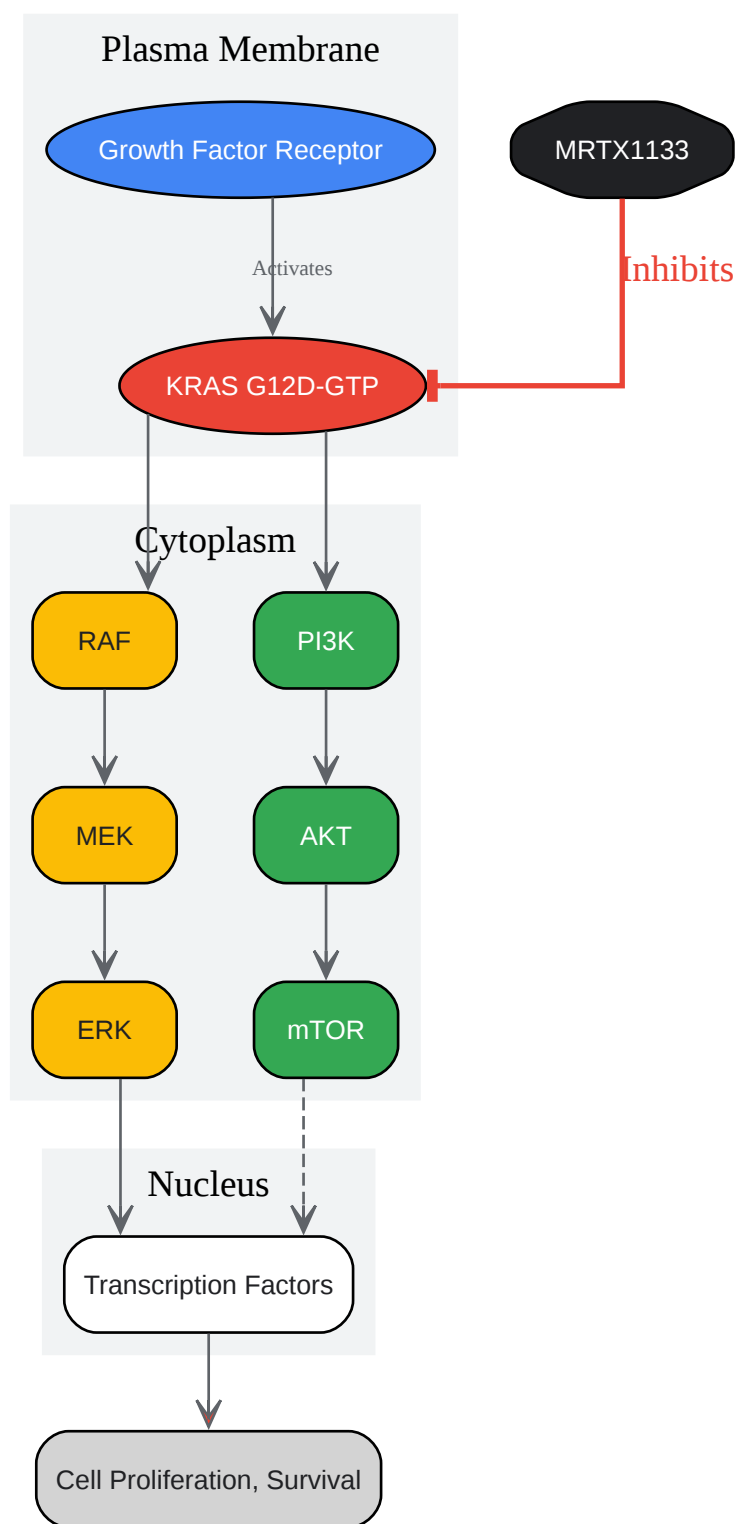 Plasma Membrane
Growth Factor Receptor
MRTX1133
Activates
Inhibits
KRAS G12D-GTP
Cytoplasm
RAF
PI3K
MEK
AKT
ERK
mTOR
Nucleus
Transcription Factors
Cell Proliferation, Survival